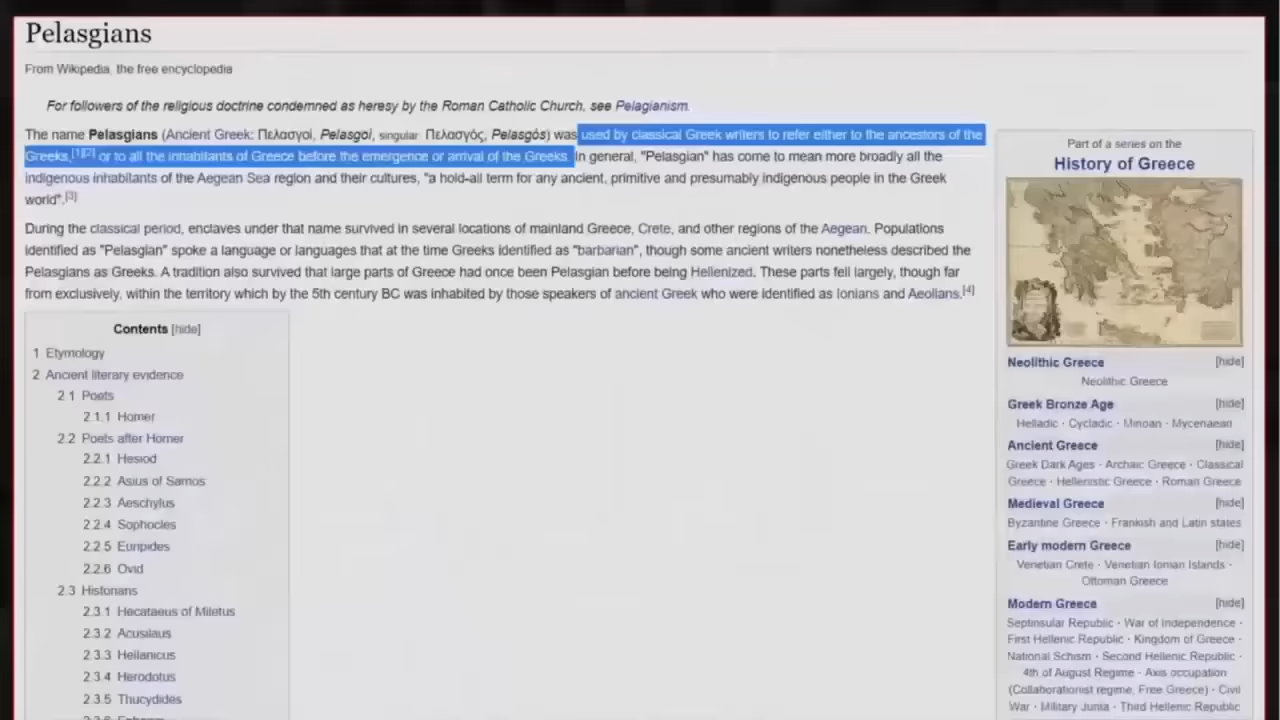 Pelasgians
From Wikipedia, the free encyclopedia
For followers of the religious doctrine condemned as heresy by the Roman Catholic Church, see Pelagianism.
The name Pelasgians (Ancient Greek: Πελασγοί, Pelasgoí, singular: Πελασγός, Pelasgós) was used by classical Greek writers to refer either to the ancestors of the
Greeks,[1][2] or to all the inhabitants of Greece before the emergence or arrival of the Greeks. In general, "Pelasgian" has come to mean more broadly all the
indigenous inhabitants of the Aegean Sea region and their cultures, "a hold-all term for any ancient, primitive and presumably indigenous people in the Greek
world".[3]
During the classical period, enclaves under that name survived in several locations of mainland Greece, Crete, and other regions of the Aegean. Populations
identified as "Pelasgian" spoke a language or languages that at the time Greeks identified as "barbarian", though some ancient writers nonetheless described the
Pelasgians as Greeks. A tradition also survived that large parts of Greece had once been Pelasgian before being Hellenized. These parts fell largely, though far
from exclusively, within the territory which by the 5th century BC was inhabited by those speakers of ancient Greek who were identified as Ionians and Aeolians.[4]
Contents [hide]
1 Etymology
2 Ancient literary evidence
2.1 Poets
2.1.1 Homer
2.2 Poets after Homer
2.2.1 Hesiod
2.2.2 Asius of Samos
2.2.3 Aeschylus
2.2.4 Sophocles
2.2.5 Euripides
2.2.6 Ovid
2.3 Historians
2.3.1 Hecataeus of Miletus
2.3.2 Acusilaus
2.3.3 Hellanicus
2.3.4 Herodotus
2.3.5 Thucydides
Part of a series on the
History of Greece
Neolithic Greece [hide]
Neolithic Greece
Greek Bronze Age [hide]
Helladic · Cycladic · Minoan · Mycenaean
Ancient Greece [hide]
Greek Dark Ages · Archaic Greece · Classical
Greece · Hellenistic Greece · Roman Greece
Medieval Greece [hide]
Byzantine Greece · Frankish and Latin states
Early modern Greece [hide]
Venetian Crete · Venetian Ionian Islands ·
Ottoman Greece
Modern Greece [hide]
Septinsular Republic · War of Independence ·
First Hellenic Republic · Kingdom of Greece ·
National Schism · Second Hellenic Republic ·
4th of August Regime · Axis occupation
(Collaborationist regime, Free Greece) · Civil
War · Military Junta · Third Hellenic Republic